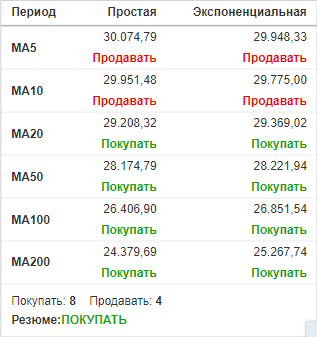 Период Простая Экспоненциальная
30.074,79 29.948,33
MA5
Продавать Продавать
29.951,48 29.775,00
MA10
Продавать Продавать
29.208,32 29.369,02
MA20
Покупать Покупать
28.174,79 28.221,94
MA50
Покупать Покупать
26.406,90 26.851,54
MA100
Покупать Покупать
24.379,69 25.267,74
MA200
Покупать Покупать
Покупать: 8 Продавать: 4
Резюме:ПОКУПАТЬ